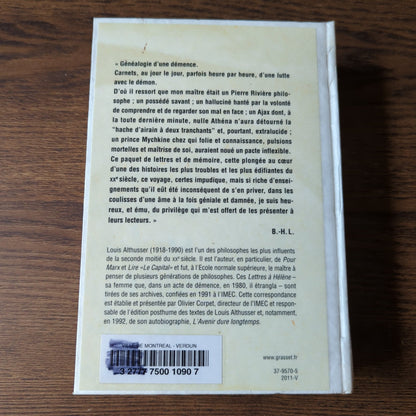 « Généalogie d'une démence.
Carnets, au jour le jour, parfois heure par heure, d'une lutte
avec le démon.
D'où il ressort que mon maître était un Pierre Rivière philo-
sophe ; un possédé savant ; un halluciné hanté par la volonté
de comprendre et de regarder son mal en face ; un Ajax dont, à
la toute dernière minute, nulle Athéna n'aura détourné la
"hache d'airain à deux tranchants" et, pourtant, extralucide ;
un prince Mychkine chez qui folie et connaissance, pulsions
mortelles et maîtrise de soi, auraient noué un pacte inflexible.
Ce paquet de lettres et de mémoire, cette plongée au cœur
d'une des histoires les plus troubles et les plus édifiantes du
XXe siècle, ce voyage, certes impudique, mais si riche d'ensei-
gnements qu'il eût été inconséquent de s'en priver, dans les
coulisses d'une âme à la fois géniale et damnée, je suis heu-
reux, et ému, du privilège qui m'est offert de les présenter à
leurs lecteurs. »
B.-H. L.
Louis Althusser (1918-1990) est l'un des philosophes les plus influents
de la seconde moitié du XXe siècle. Il est l'auteur, en particulier, de Pour
Marx et Lire « Le Capital » et fut, à l'Ecole normale supérieure, le maître à
penser de plusieurs générations de philosophes. Ces Lettres à Hélène –
sa femme que, dans un acte de démence, en 1980, il étrangla – sont
tirées de ses archives, confiées en 1991 à l'IMEC. Cette correspondance
est établie et présentée par Olivier Corpet, directeur de l'IMEC et respon-
sable de l'édition posthume des textes de Louis Althusser et, notamment,
en 1992, de son autobiographie, L'Avenir dure longtemps.
DE MONTRÉAL - VERDUN
3 2777 7500 1090 7
www.grasset.fr
37-9570-5
2011-V